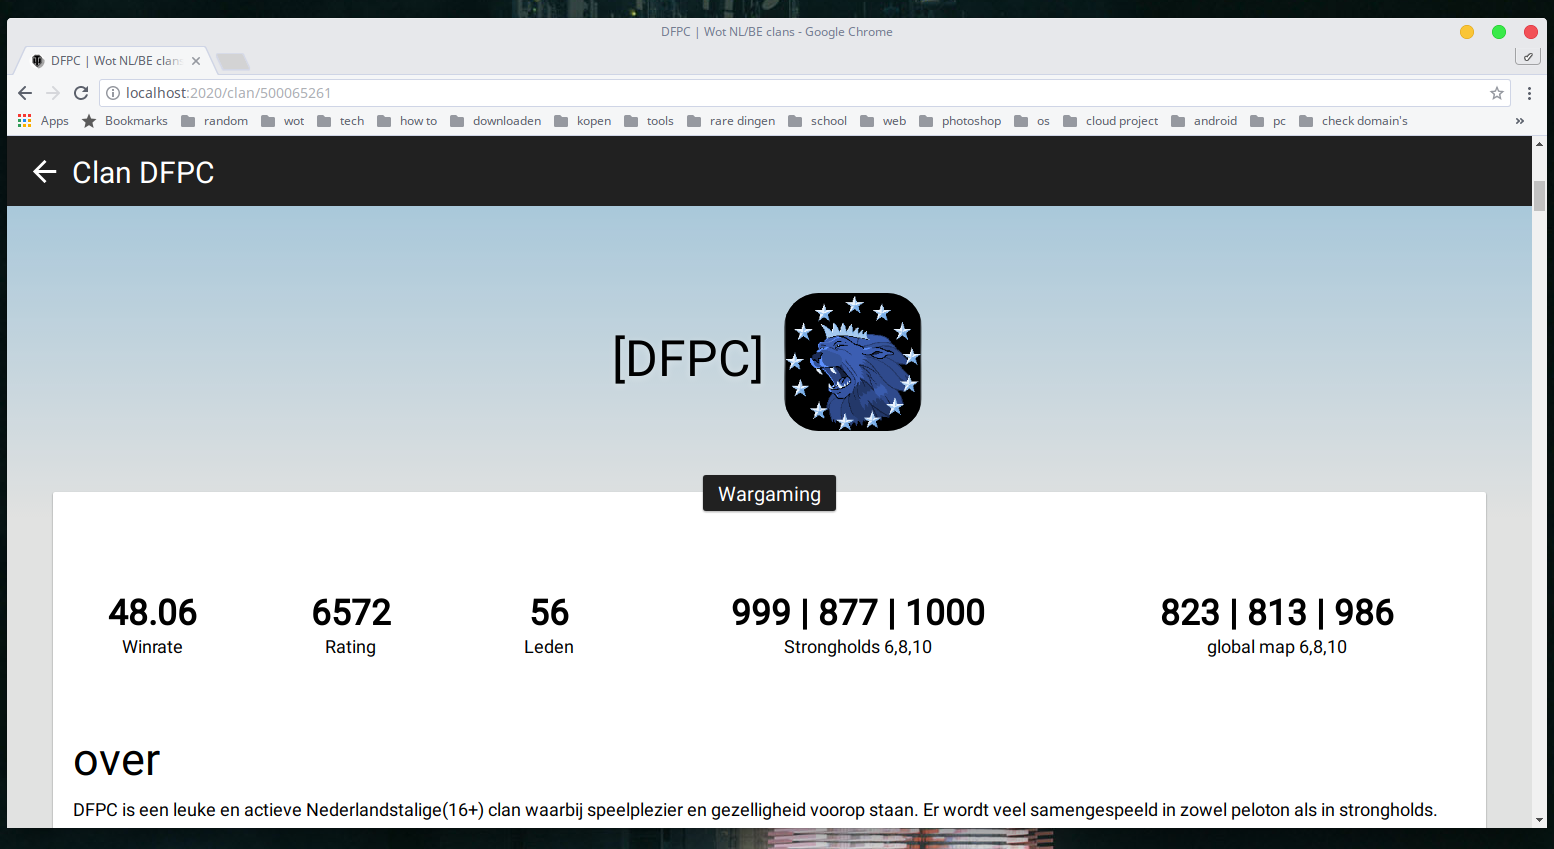 DFPC | Wot NL/BE clans - Google Chrome
DFPC | Wot NL/BE clans
localhost:2020/clan/500065261
Apps Bookmarks random wot tech how to downloaden kopen tools rare dingen school web photoshop os cloud project android pc check domain's »
Clan DFPC
[DFPC]
Wargaming
48.06 6572 56 999 | 877 | 1000 823 | 813 | 986
Winrate Rating Leden Strongholds 6,8,10 global map 6,8,10
over
DFPC is een leuke en actieve Nederlandstalige(16+) clan waarbij speelplezier en gezelligheid voorop staan. Er wordt veel samengespeeld in zowel peloton als in strongholds.